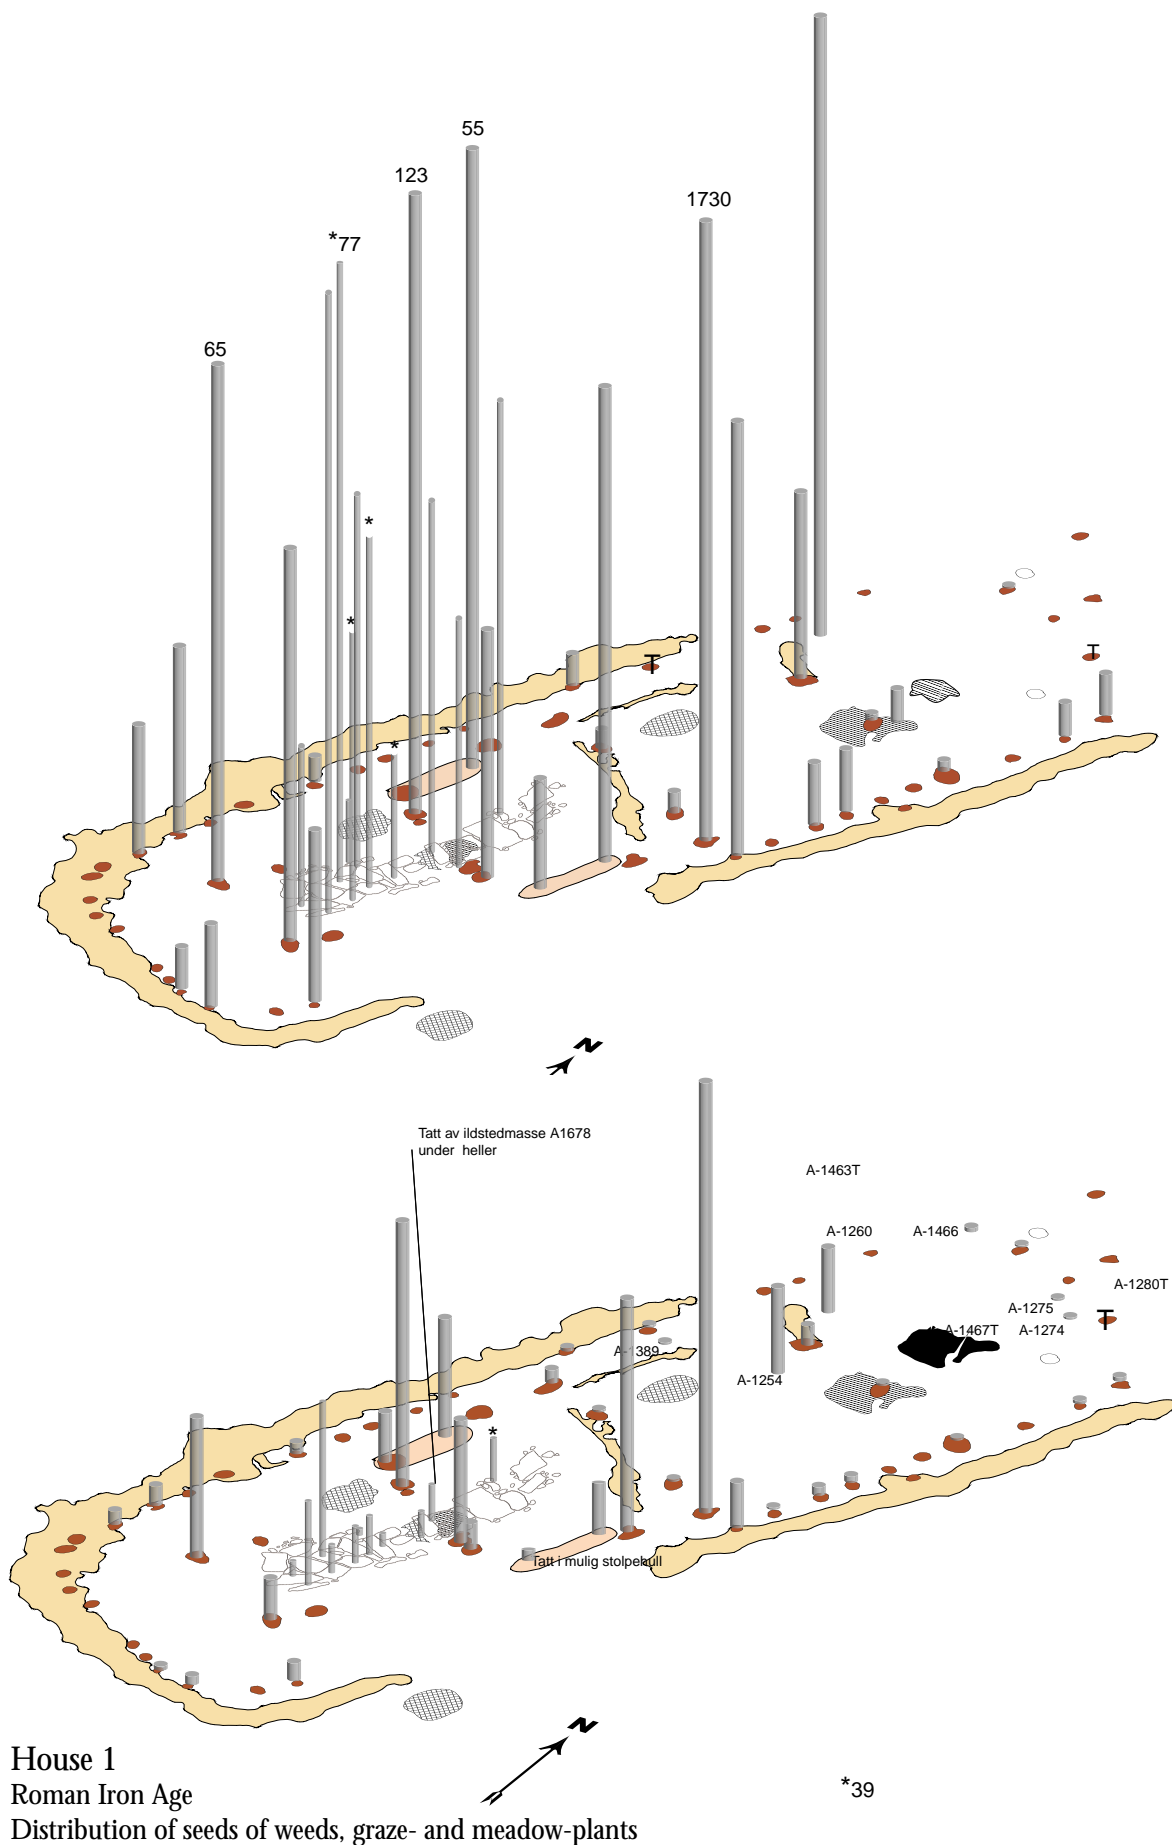 55
123
1730
*77
65
*
*
*
T
T
N
Tatt av ildstedmasse A1678
under heller
A-1463T
A-1260
A-1466
A-1280T
A-1275
A-1467T
A-1274
A-1389
A-1254
T
*
Tatt i mulig stolpehull
N
House 1
Roman Iron Age
*39
Distribution of seeds of weeds, graze- and meadow-plants